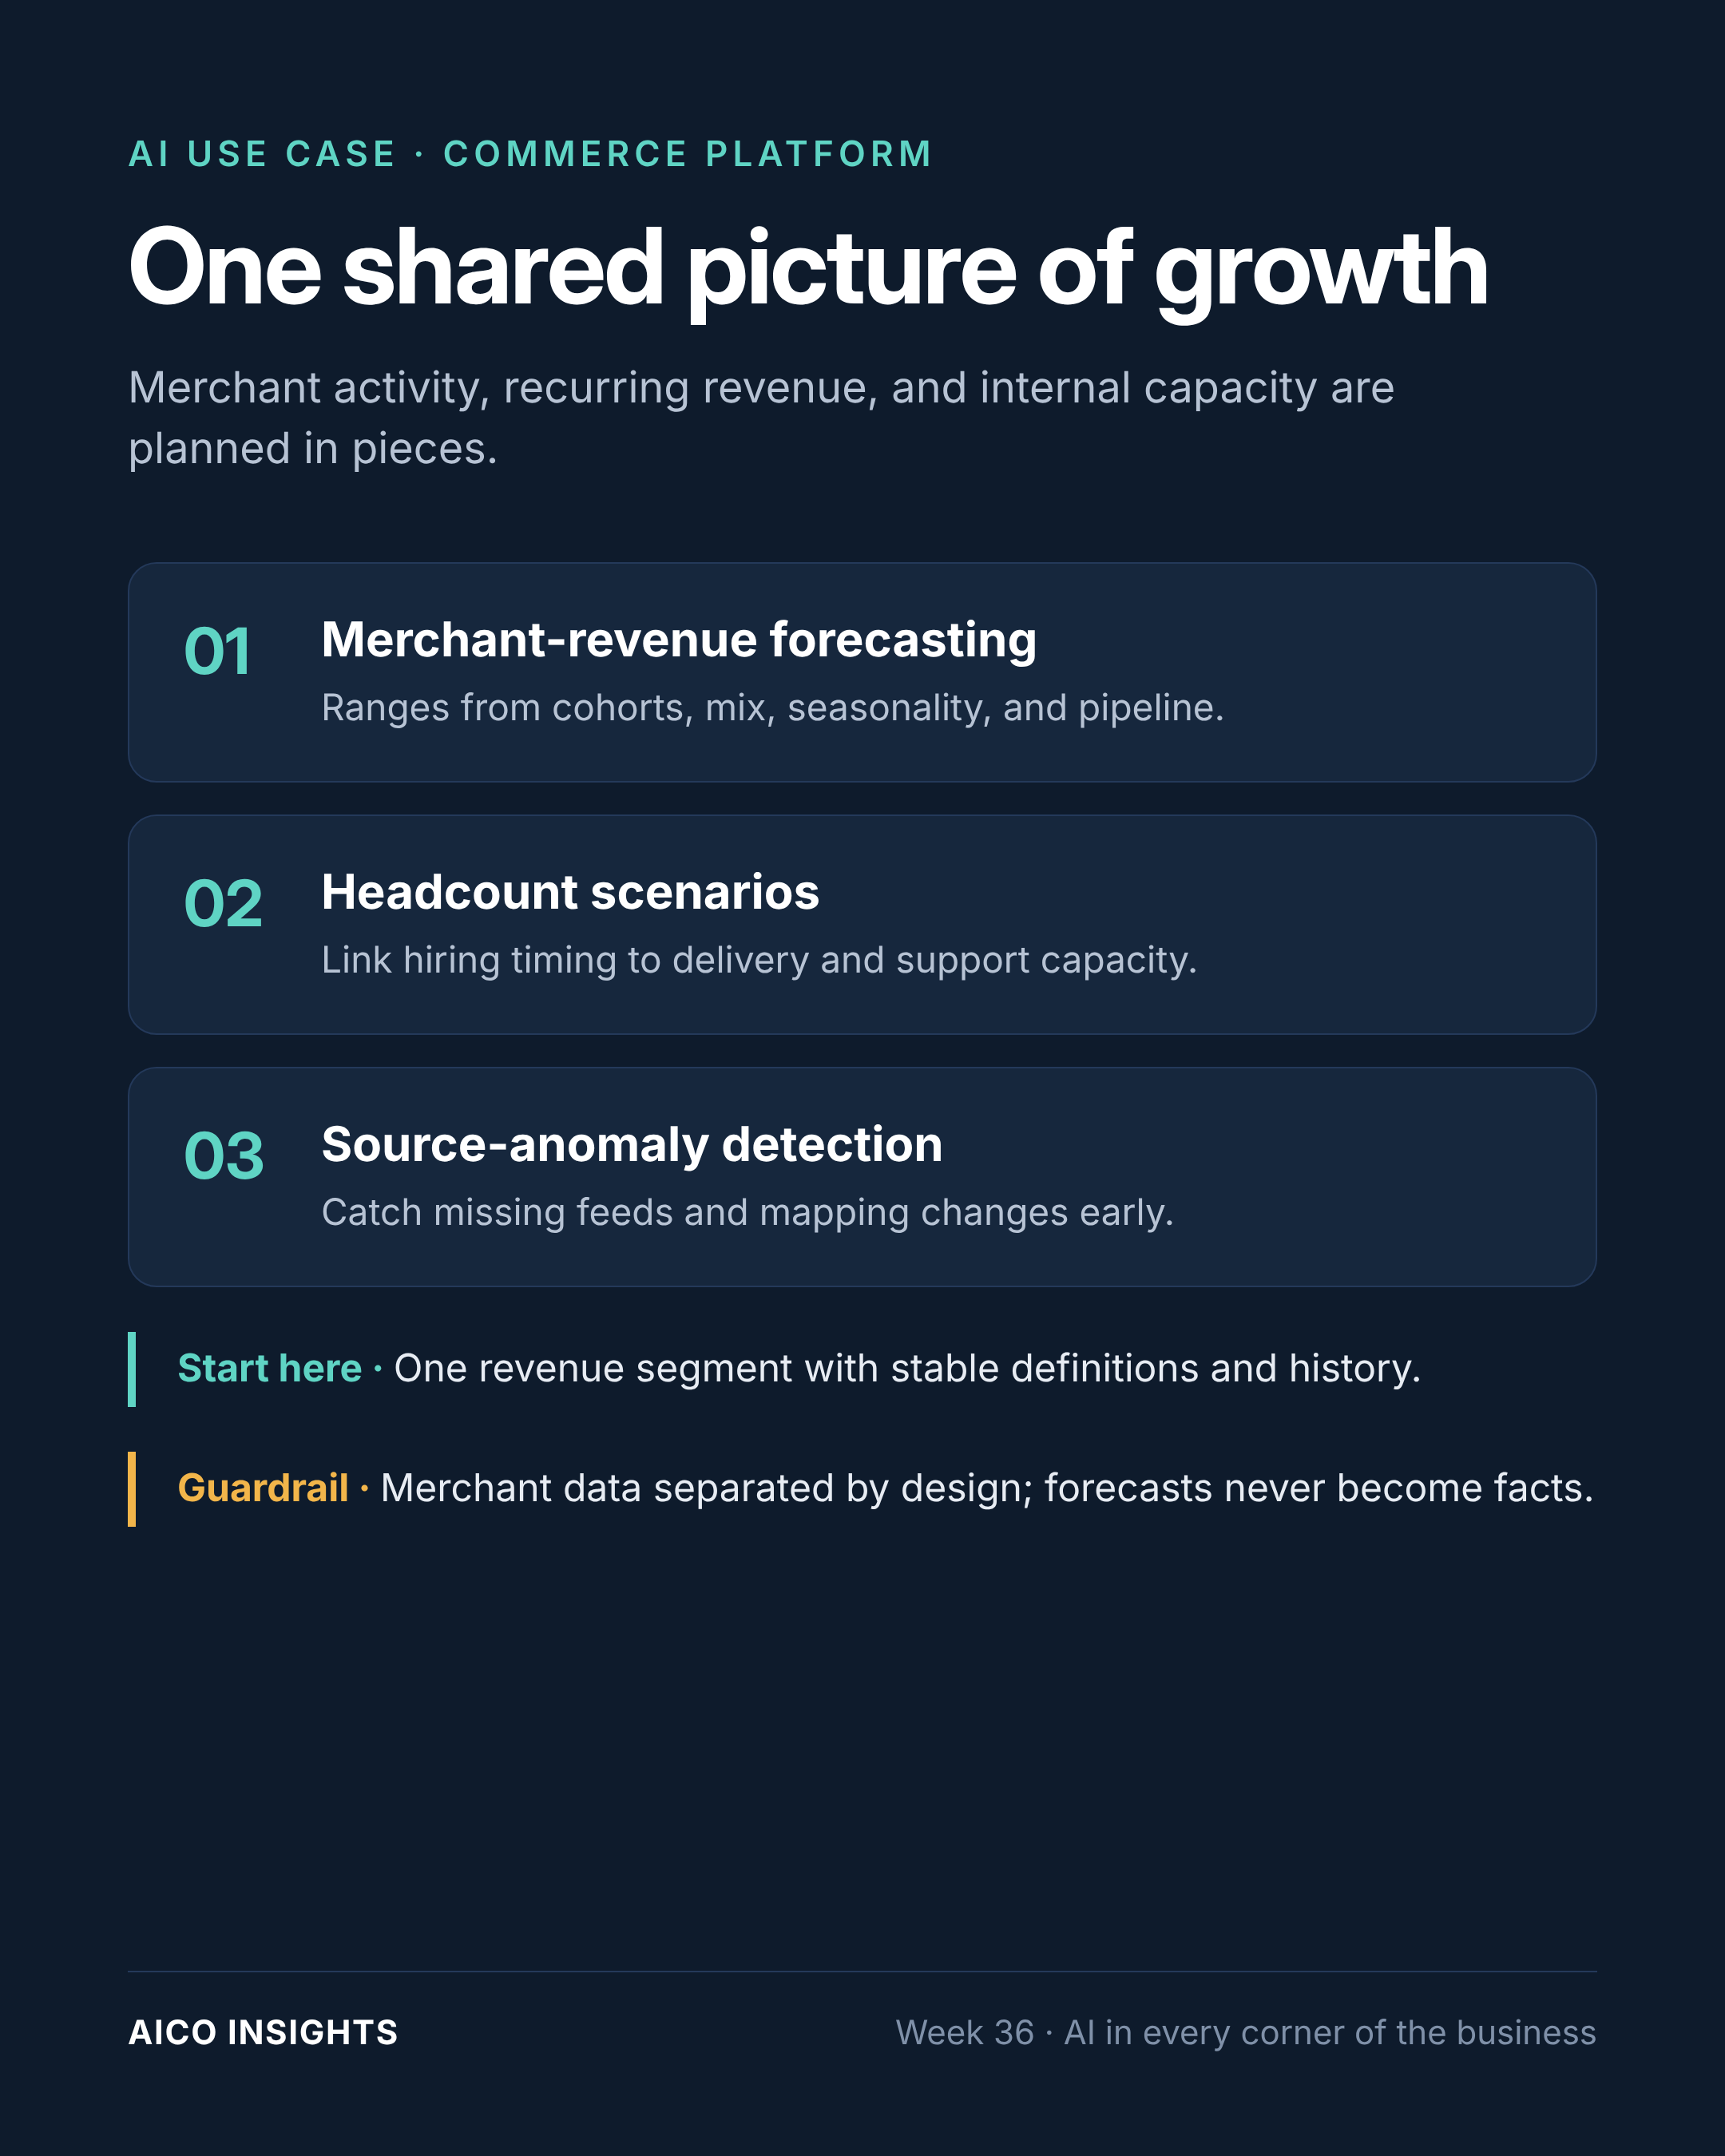 AI USE CASE · COMMERCE PLATFORM
One shared picture of growth
Merchant activity, recurring revenue, and internal capacity are
planned in pieces.
01
Merchant-revenue forecasting
Ranges from cohorts, mix, seasonality, and pipeline.
02
Headcount scenarios
Link hiring timing to delivery and support capacity.
03
Source-anomaly detection
Catch missing feeds and mapping changes early.
Start here · One revenue segment with stable definitions and history.
Guardrail · Merchant data separated by design; forecasts never become facts.
AICO INSIGHTS
Week 36 · AI in every corner of the business